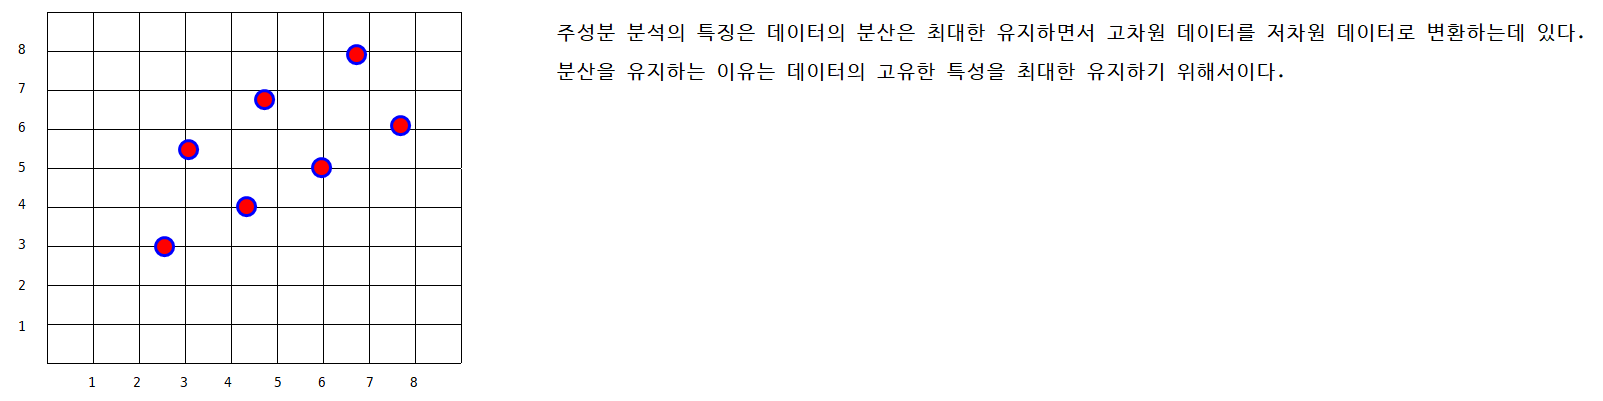 8
7
6
5
4
3
2
1
1 2 3 4 5 6 7 8
주성분 분석의 특징은 데이터의 분산은 최대한 유지하면서 고차원 데이터를 저차원 데이터로 변환하는데 있다.
분산을 유지하는 이유는 데이터의 고유한 특성을 최대한 유지하기 위해서이다.